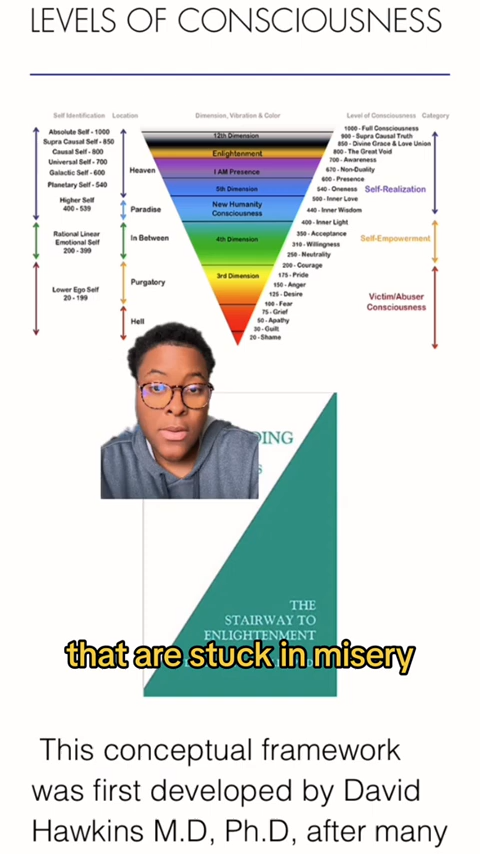 LEVELS OF CONSCIOUSNESS
Self Identification Location Dimension, Vibration & Color Level of Consciousness Category
Absolute Self - 1000
Supra Causal Self - 850
Causal Self - 800
Universal Self - 700
Galactic Self - 600
Planetary Self - 540
Higher Self
400 - 539
Rational Linear
Emotional Self
200 - 399
Lower Ego Self
20 - 199
Heaven
Paradise
In Between
Purgatory
Hell
12th Dimension
Enlightenment
I AM Presence
5th Dimension
New Humanity
Consciousness
4th Dimension
3rd Dimension
1000 - Full Consciousness
900 - Supra Causal Truth
850 - Divine Grace & Love Union
800 - The Great Void
700 - Awareness
670 - Non-Duality
600 - Presence
540 - Oneness
500 - Inner Love
440 - Inner Wisdom
400 - Inner Light
350 - Acceptance
310 - Willingness
250 - Neutrality
200 - Courage
175 - Pride
150 - Anger
125 - Desire
100 - Fear
75 - Grief
50 - Apathy
30 - Guilt
20 - Shame
Self-Realization
Self-Empowerment
Victim/Abuser
Consciousness
THE
STAIRWAY TO
ENLIGHTENMENT
that are stuck in misery
This conceptual framework
was first developed by David
Hawkins M.D, Ph.D, after many